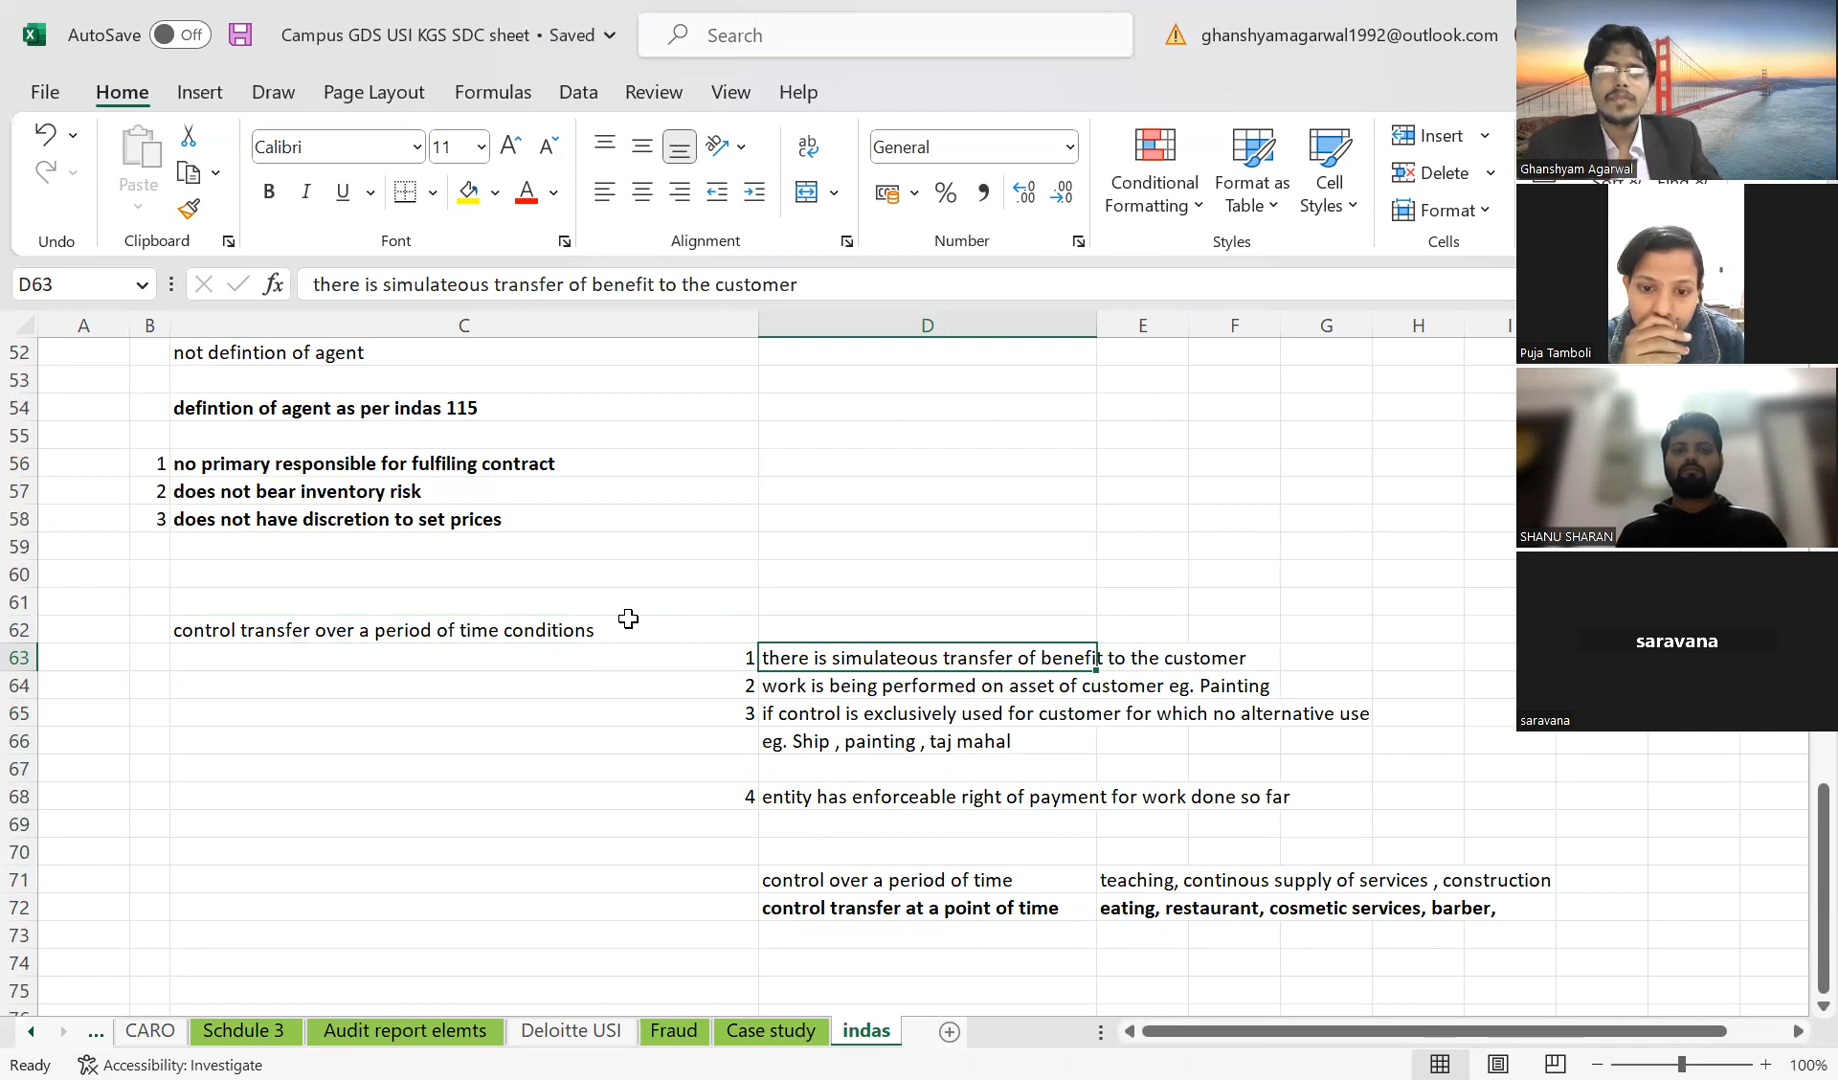 AutoSave Off Campus GDS USI KGS SDC sheet • Saved Search ghanshyamagarwal1992@outlook.com
File Home Insert Draw Page Layout Formulas Data Review View Help
Paste
Calibri 11
B I U A
ab
General
% ,
Conditional Formatting
Format as Table
Cell Styles
Insert
Delete
Format
Undo Clipboard Font Alignment Number Styles Cells
D63 fx there is simulateous transfer of benefit to the customer
A B C D E F G H I
52 not defintion of agent
53
54 defintion of agent as per indas 115
55
56 1 no primary responsible for fulfiling contract
57 2 does not bear inventory risk
58 3 does not have discretion to set prices
59
60
61
62 control transfer over a period of time conditions
63 1 there is simulateous transfer of benefit to the customer
64 2 work is being performed on asset of customer eg. Painting
65 3 if control is exclusively used for customer for which no alternative use
66 eg. Ship , painting , taj mahal
67
68 4 entity has enforceable right of payment for work done so far
69
70
71 control over a period of time teaching, continous supply of services , construction
72 control transfer at a point of time eating, restaurant, cosmetic services, barber,
73
74
75
... CARO Schdule 3 Audit report elemts Deloitte USI Fraud Case study indas
Ready Accessibility: Investigate 100%
Ghanshyam Agarwal
Puja Tamboli
SHANU SHARAN
saravana
saravana